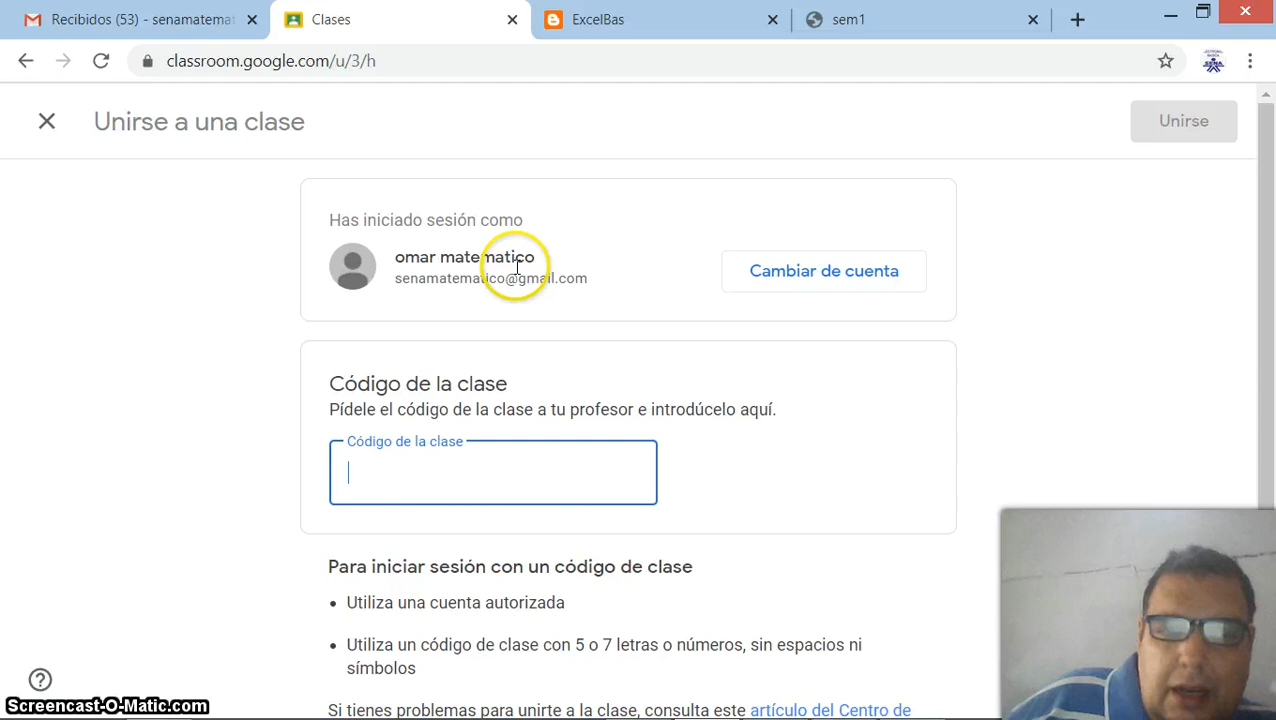 Recibidos (53) - senamatemat
Clases
ExcelBas
sem1
classroom.google.com/u/3/h
SENA
Unirse a una clase
Unirse
Has iniciado sesión como
omar matematico
senamatematico@gmail.com
Cambiar de cuenta
Código de la clase
Pídele el código de la clase a tu profesor e introdúcelo aquí.
Código de la clase
Para iniciar sesión con un código de clase
• Utiliza una cuenta autorizada
• Utiliza un código de clase con 5 o 7 letras o números, sin espacios ni
símbolos
Si tienes problemas para unirte a la clase, consulta este artículo del Centro de
Screencast-O-Matic.com